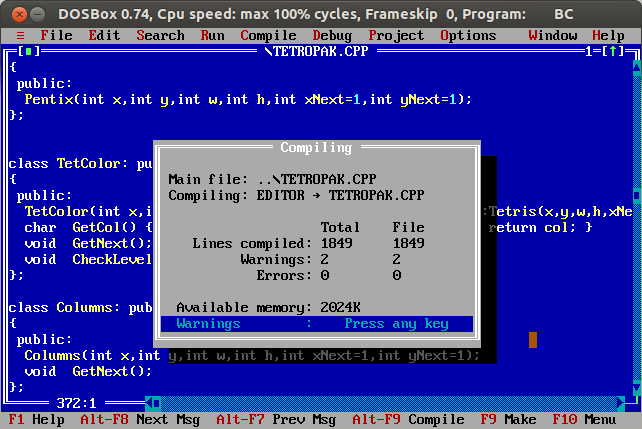 DOSBox 0.74, Cpu speed: max 100% cycles, Frameskip 0, Program: BC
≡ File Edit Search Run Compile Debug Project Options Window Help
[■] \TETROPAK.CPP 1=[↑]
{
public:
Pentix(int x,int y,int w,int h,int xNext=1,int yNext=1);
};
class TetColor: pu
{
public:
TetColor(int x,i :Tetris(x,y,w,h,xNe
char GetCol() { return col; }
void GetNext();
void CheckLevel
};
class Columns: pub
{
public:
Columns(int x,int y,int w,int h,int xNext=1,int yNext=1);
void GetNext();
};
Compiling
Main file: ..\TETROPAK.CPP
Compiling: EDITOR → TETROPAK.CPP
Total File
Lines compiled: 1849 1849
Warnings: 2 2
Errors: 0 0
Available memory: 2024K
Warnings : Press any key
372:1
F1 Help Alt-F8 Next Msg Alt-F7 Prev Msg Alt-F9 Compile F9 Make F10 Menu